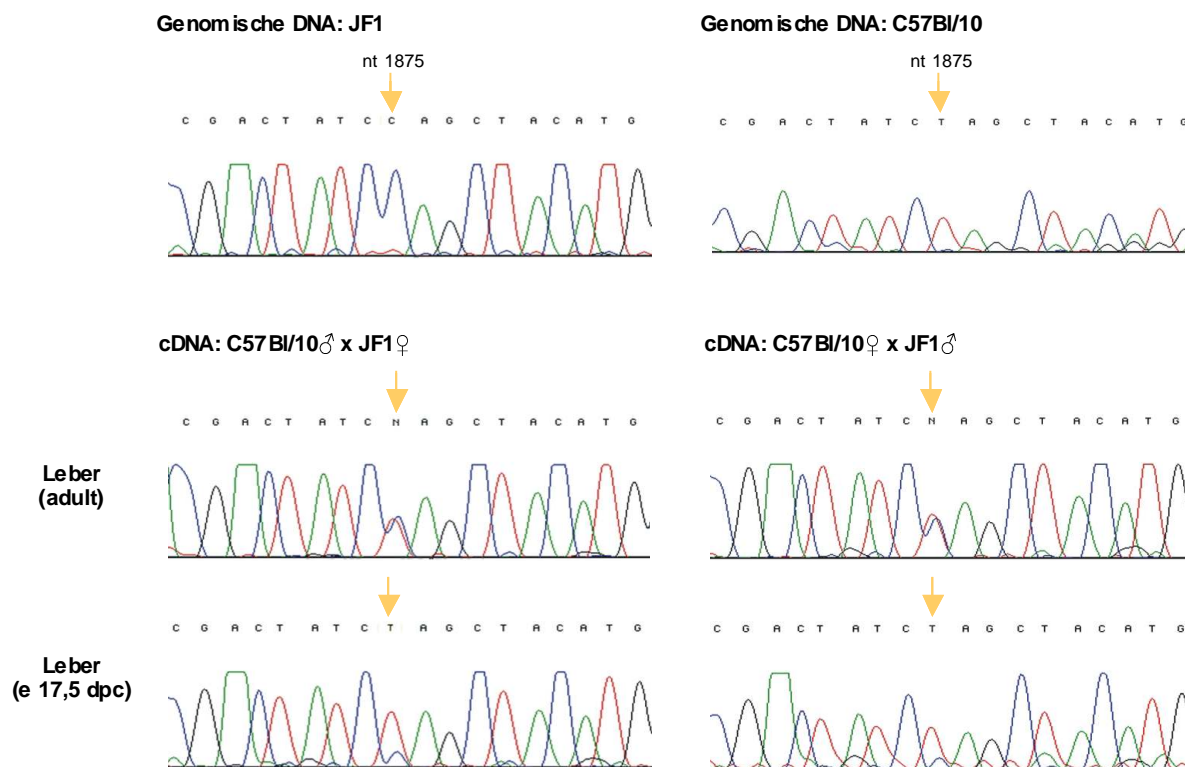 Genomische DNA: JF1
Genomische DNA: C57Bl/10
nt 1875
nt 1875
C G A C T A T C C A G C T A C A T G
C G A C T A T C T A G C T A C A T G
cDNA: C57Bl/10♂ x JF1♀
cDNA: C57Bl/10♀ x JF1♂
C G A C T A T C N A G C T A C A T G
C G A C T A T C N A G C T A C A T G
Leber
(adult)
C G A C T A T C T A G C T A C A T G
C G A C T A T C T A G C T A C A T G
Leber
(e 17,5 dpc)